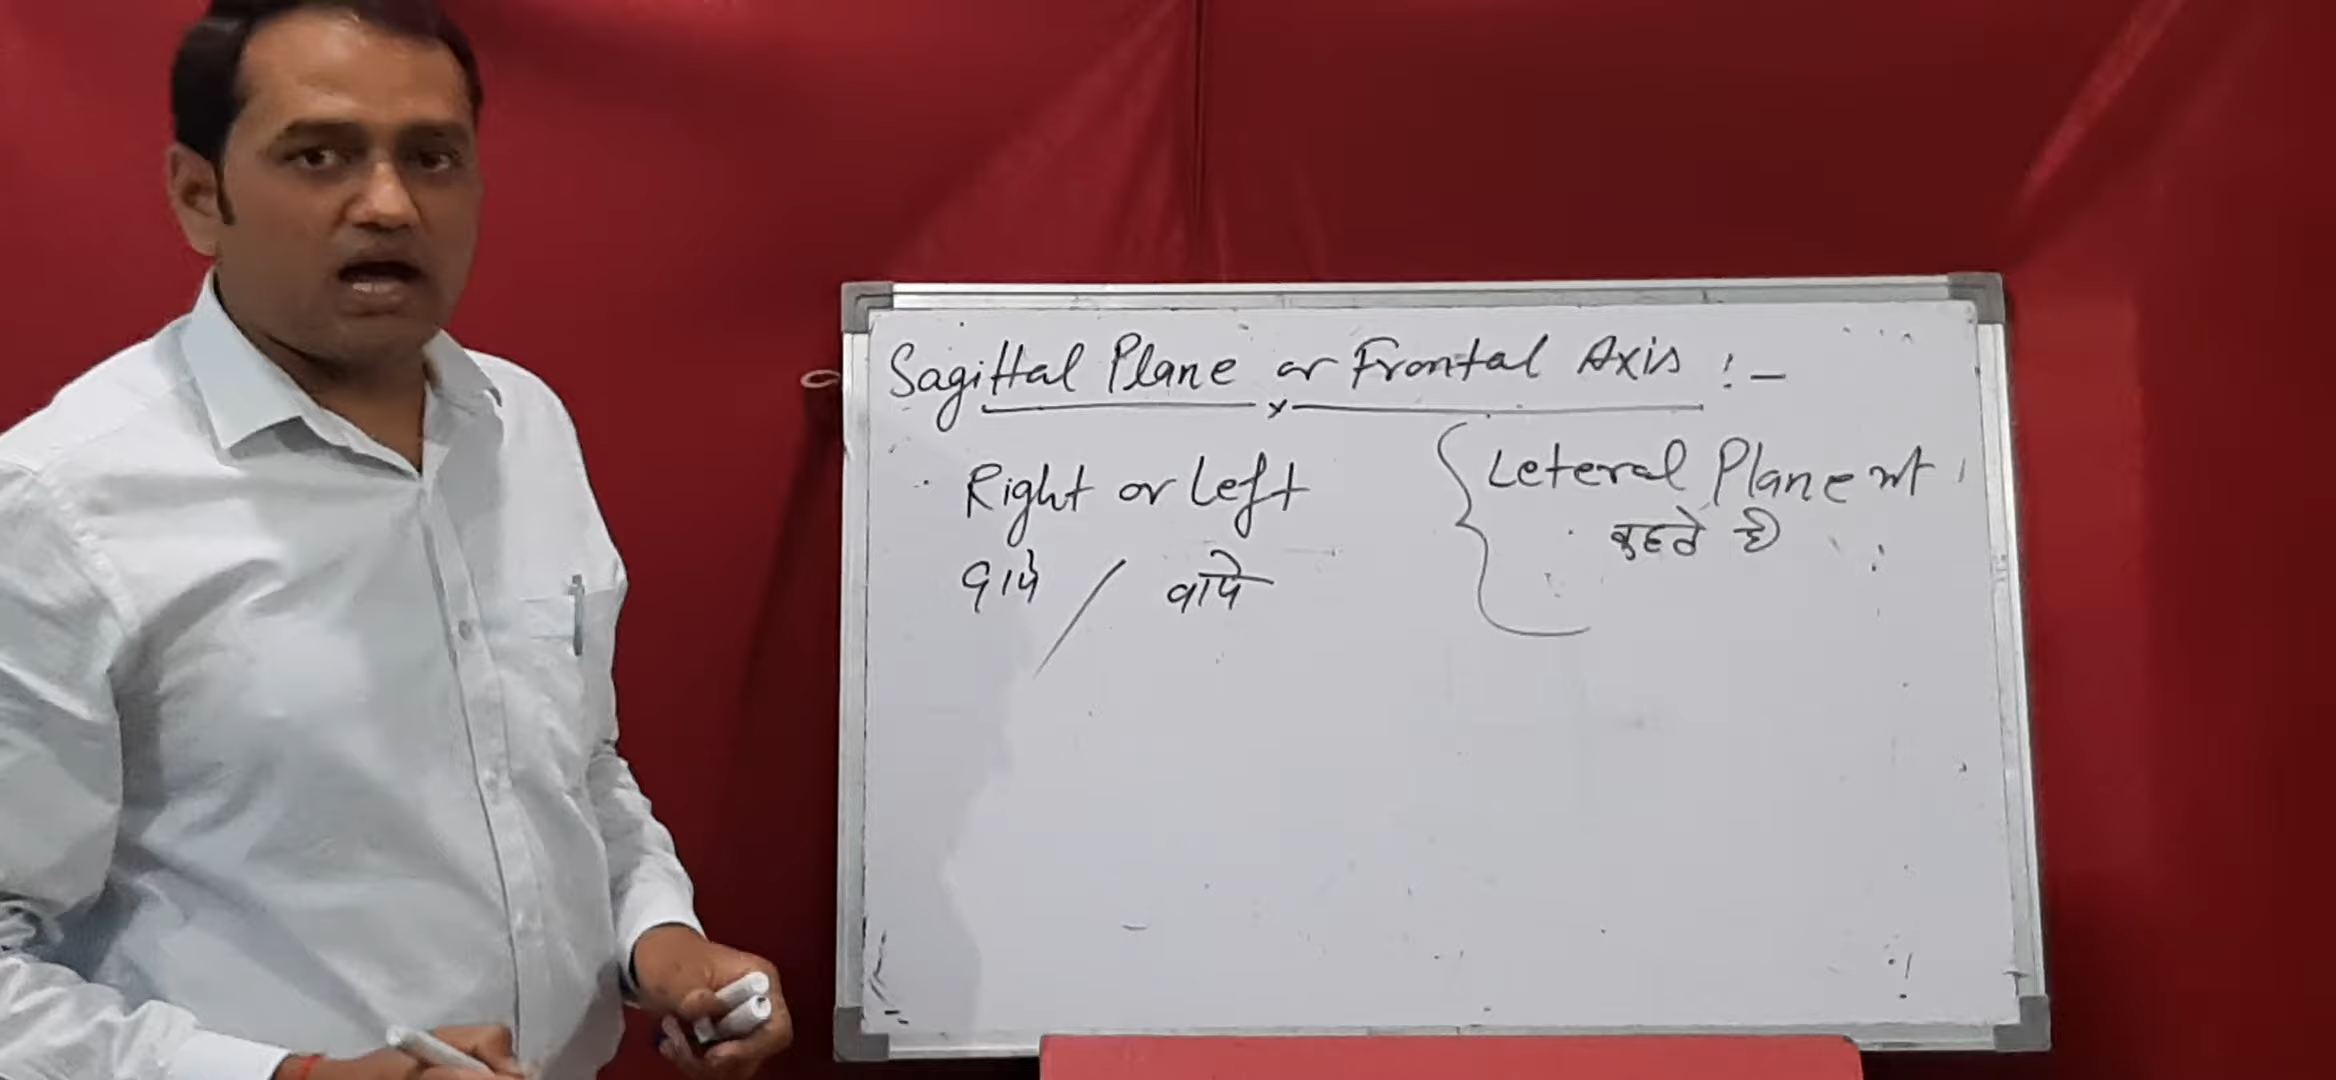 Sagittal Plane or Frontal Axis :-
Right or Left
दाये / वाये
{ Leteral Plane भी
कहते है